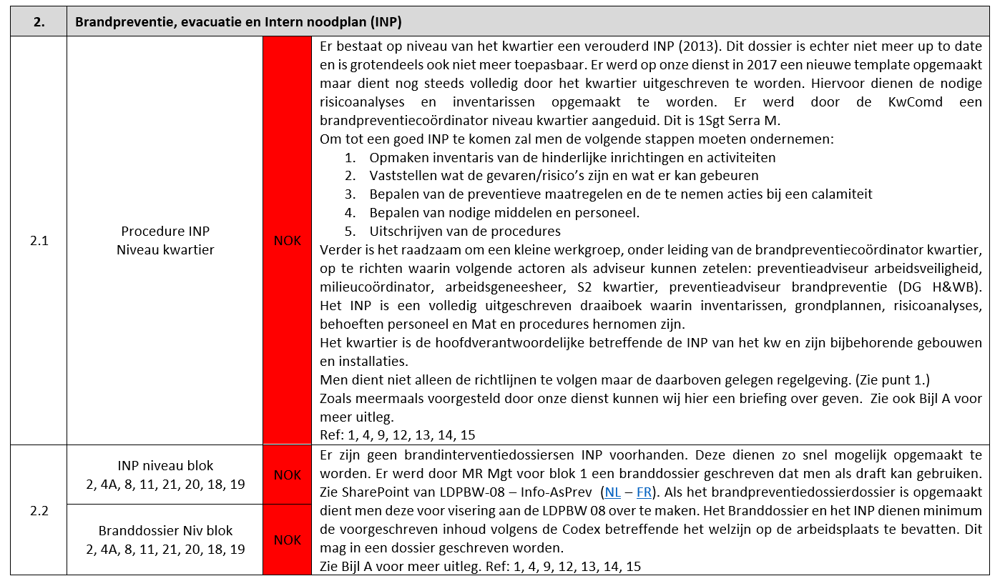 2. Brandpreventie, evacuatie en Intern noodplan (INP)
2.1
Procedure INP
Niveau kwartier
NOK
Er bestaat op niveau van het kwartier een verouderd INP (2013). Dit dossier is echter niet meer up to date
en is grotendeels ook niet meer toepasbaar. Er werd op onze dienst in 2017 een nieuwe template opgemaakt
maar dient nog steeds volledig door het kwartier uitgeschreven te worden. Hiervoor dienen de nodige
risicoanalyses en inventarissen opgemaakt te worden. Er werd door de KwComd een
brandpreventiecoördinator niveau kwartier aangeduid. Dit is 1Sgt Serra M.
Om tot een goed INP te komen zal men de volgende stappen moeten ondernemen:
1. Opmaken inventaris van de hinderlijke inrichtingen en activiteiten
2. Vaststellen wat de gevaren/risico's zijn en wat er kan gebeuren
3. Bepalen van de preventieve maatregelen en de te nemen acties bij een calamiteit
4. Bepalen van nodige middelen en personeel.
5. Uitschrijven van de procedures
Verder is het raadzaam om een kleine werkgroep, onder leiding van de brandpreventiecoördinator kwartier,
op te richten waarin volgende actoren als adviseur kunnen zetelen: preventieadviseur arbeidsveiligheid,
milieucoördinator, arbeidsgeneesheer, S2 kwartier, preventieadviseur brandpreventie (DG H&WB).
Het INP is een volledig uitgeschreven draaiboek waarin inventarissen, grondplannen, risicoanalyses,
behoeften personeel en Mat en procedures hernomen zijn.
Het kwartier is de hoofdverantwoordelijke betreffende de INP van het kw en zijn bijbehorende gebouwen
en installaties.
Men dient niet alleen de richtlijnen te volgen maar de daarboven gelegen regelgeving. (Zie punt 1.)
Zoals meermaals voorgesteld door onze dienst kunnen wij hier een briefing over geven. Zie ook Bijl A voor
meer uitleg.
Ref: 1, 4, 9, 12, 13, 14, 15
2.2
INP niveau blok
2, 4A, 8, 11, 21, 20, 18, 19
NOK
Branddossier Niv blok
2, 4A, 8, 11, 21, 20, 18, 19
NOK
Er zijn geen brandinterventiedossiersen INP voorhanden. Deze dienen zo snel mogelijk opgemaakt te
worden. Er werd door MR Mgt voor blok 1 een branddossier geschreven dat men als draft kan gebruiken.
Zie SharePoint van LDPBW-08 – Info-AsPrev (NL – FR). Als het brandpreventiedossierdossier is opgemaakt
dient men deze voor visering aan de LDPBW 08 over te maken. Het Branddossier en het INP dienen minimum
de voorgeschreven inhoud volgens de Codex betreffende het welzijn op de arbeidsplaats te bevatten. Dit
mag in een dossier geschreven worden.
Zie Bijl A voor meer uitleg. Ref: 1, 4, 9, 12, 13, 14, 15